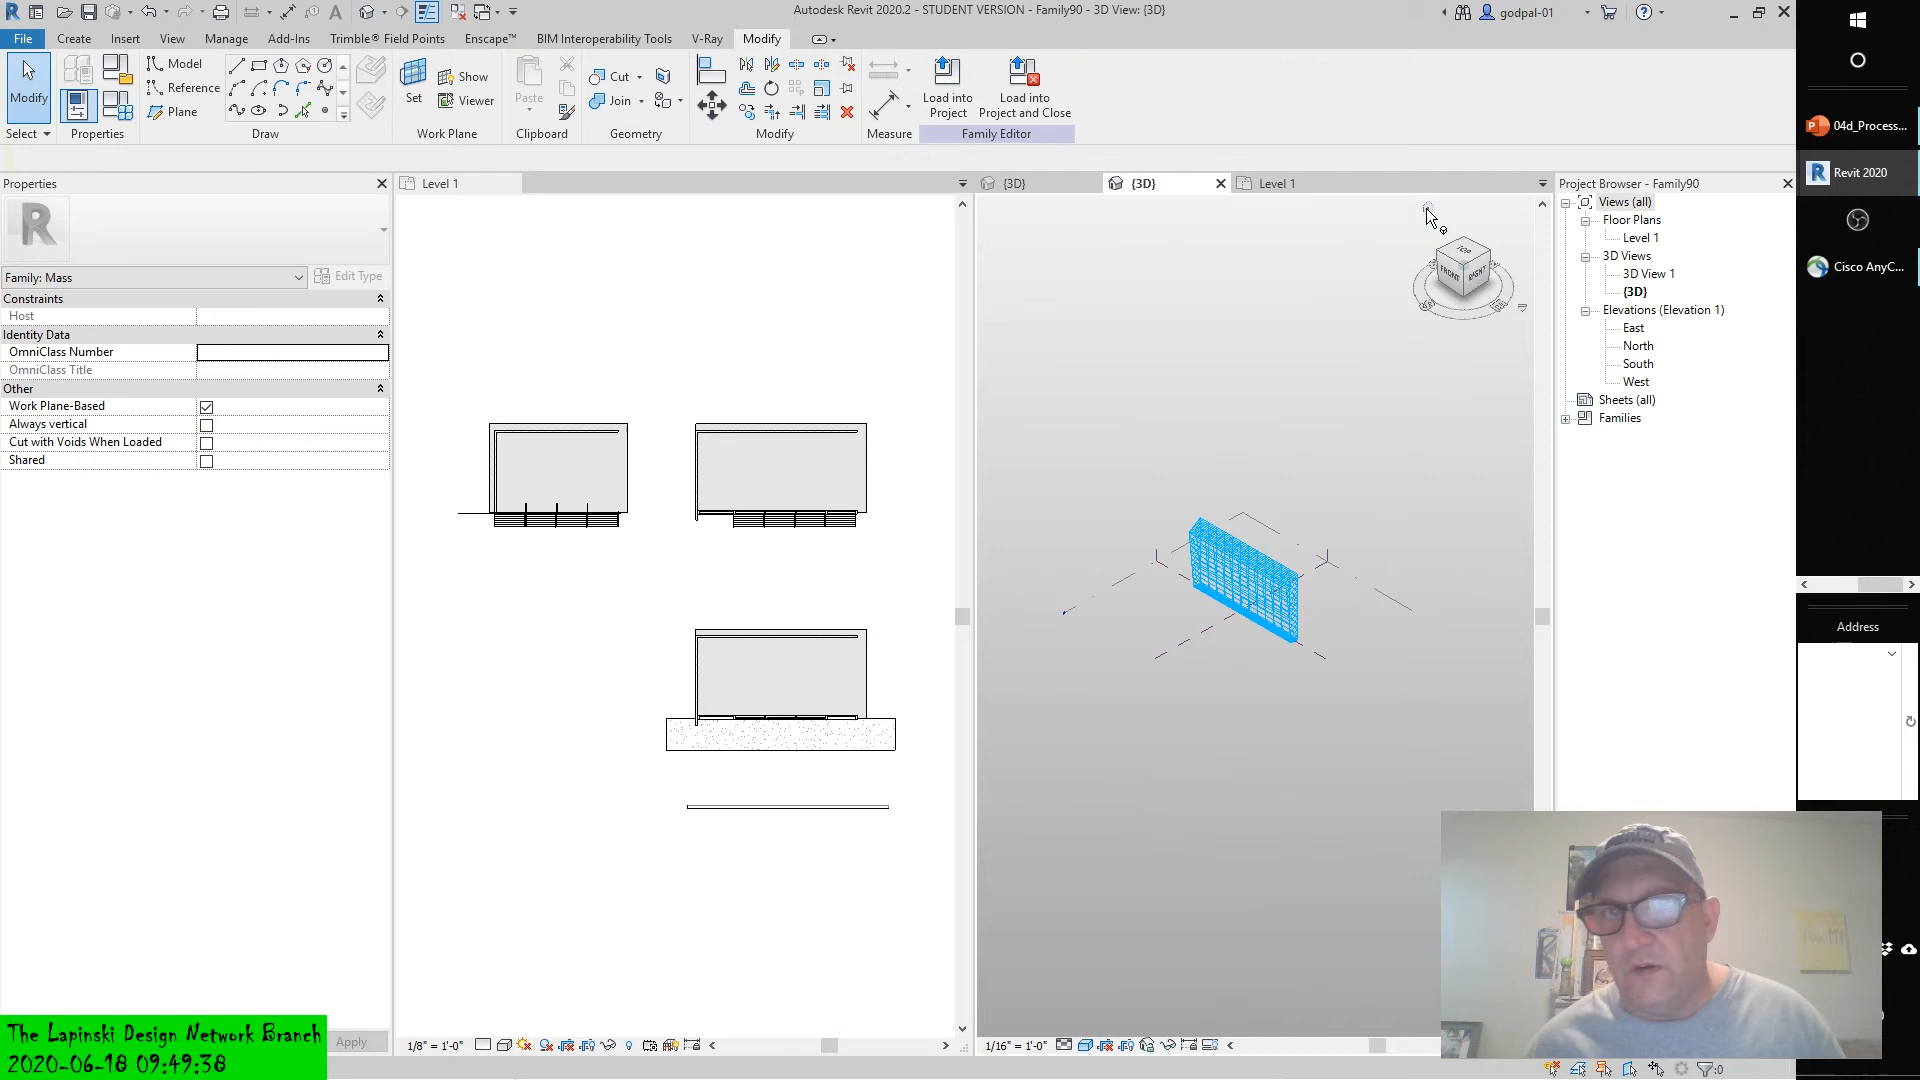 Autodesk Revit 2020.2 - STUDENT VERSION - Family90 - 3D View: {3D}
godpal-01
File Create Insert View Manage Add-Ins Trimble® Field Points Enscape™ BIM Interoperability Tools V-Ray Modify
Modify
Model
Reference
Plane
Set
Show
Viewer
Paste
Cut
Join
Load into Project
Load into Project and Close
Select Properties Draw Work Plane Clipboard Geometry Modify Measure Family Editor
04d_Process...
Revit 2020
Cisco AnyC...
Properties
Level 1
{3D}
{3D}
Level 1
Project Browser - Family90
Family: Mass
Edit Type
Constraints
Host
Identity Data
OmniClass Number
OmniClass Title
Other
Work Plane-Based
Always vertical
Cut with Voids When Loaded
Shared
TOP
FRONT
RIGHT
Views (all)
Floor Plans
Level 1
3D Views
3D View 1
{3D}
Elevations (Elevation 1)
East
North
South
West
Sheets (all)
Families
Address
The Lapinski Design Network Branch
2020-06-18 09:49:38
Apply
1/8" = 1'-0"
1/16" = 1'-0"
:0